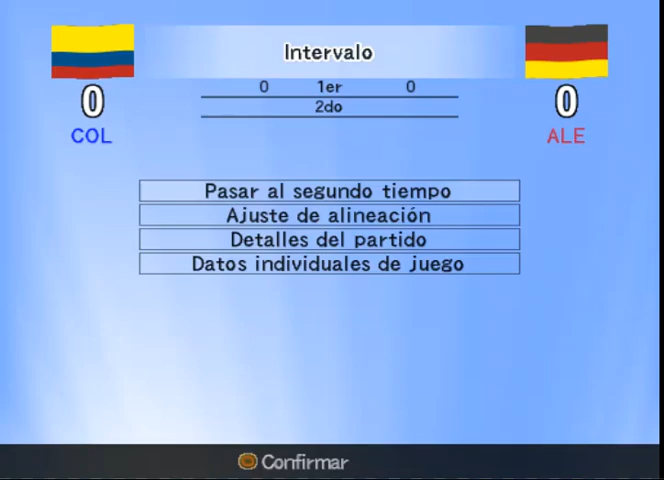 Intervalo
0 1er 0
0 2do 0
COL ALE
Pasar al segundo tiempo
Ajuste de alineación
Detalles del partido
Datos individuales de juego
Confirmar